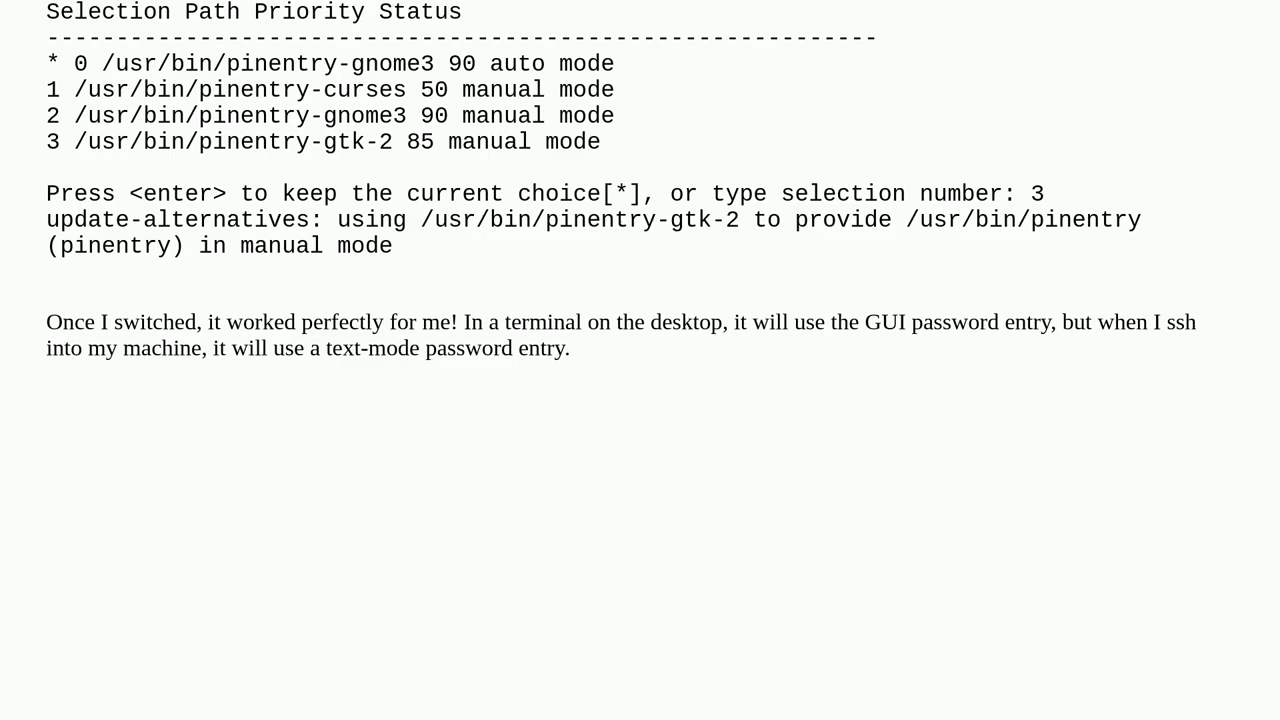 Selection Path Priority Status
------------------------------------------------------------
* 0 /usr/bin/pinentry-gnome3 90 auto mode
1 /usr/bin/pinentry-curses 50 manual mode
2 /usr/bin/pinentry-gnome3 90 manual mode
3 /usr/bin/pinentry-gtk-2 85 manual mode
Press <enter> to keep the current choice[*], or type selection number: 3
update-alternatives: using /usr/bin/pinentry-gtk-2 to provide /usr/bin/pinentry
(pinentry) in manual mode
Once I switched, it worked perfectly for me! In a terminal on the desktop, it will use the GUI password entry, but when I ssh
into my machine, it will use a text-mode password entry.